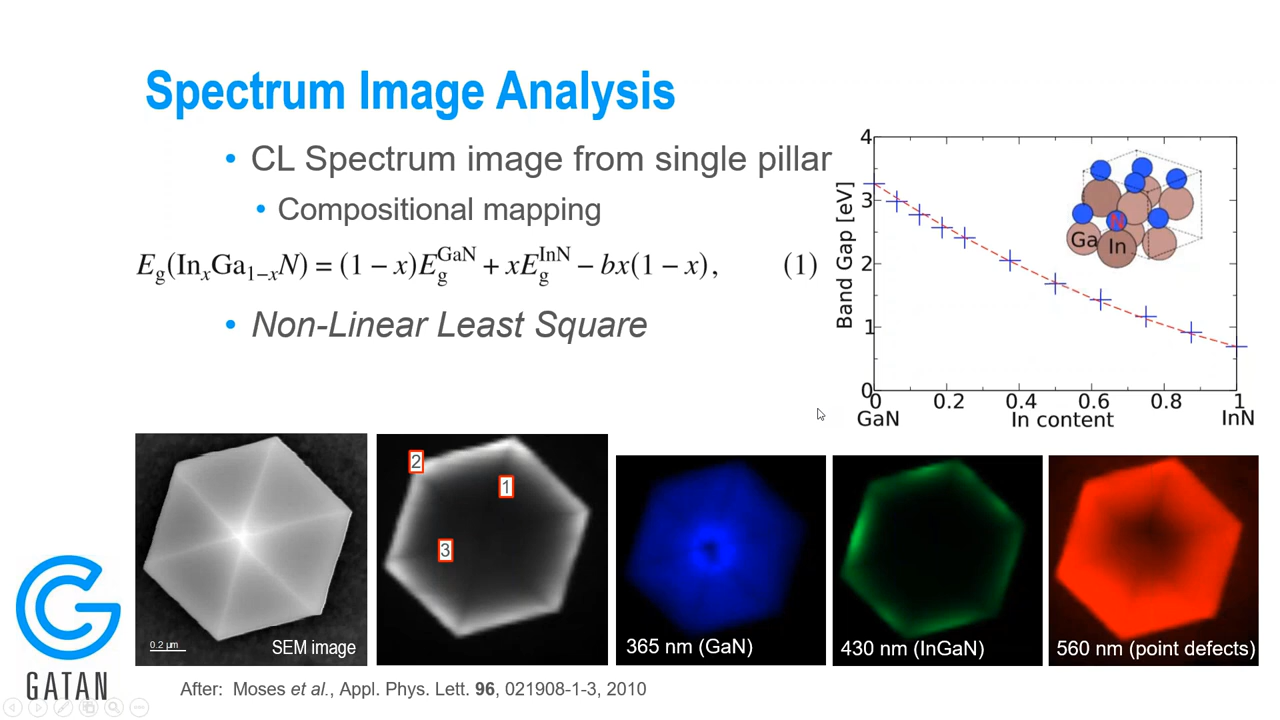 Spectrum Image Analysis
• CL Spectrum image from single pillar
• Compositional mapping
E_g(In_xGa_{1−x}N) = (1 − x)E_g^{GaN} + xE_g^{InN} − bx(1 − x), (1)
• Non-Linear Least Square
Band Gap [eV]
4
3
2
1
0
0 0.2 0.4 0.6 0.8 1
GaN In content InN
Ga In
2
1
3
0.2 µm
SEM image
365 nm (GaN)
430 nm (InGaN)
560 nm (point defects)
GATAN
After: Moses et al., Appl. Phys. Lett. 96, 021908-1-3, 2010